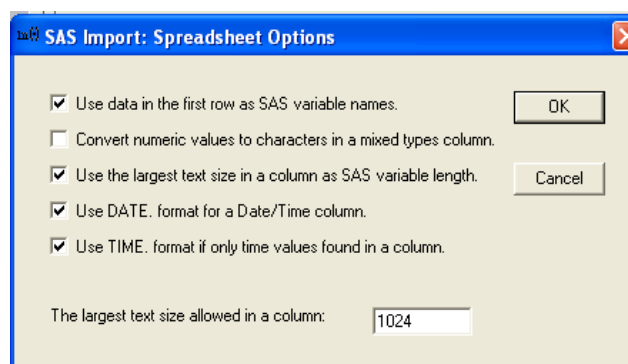 SAS Import: Spreadsheet Options
Use data in the first row as SAS variable names.
OK
Convert numeric values to characters in a mixed types column.
Use the largest text size in a column as SAS variable length.
Cancel
Use DATE. format for a Date/Time column.
Use TIME. format if only time values found in a column.
The largest text size allowed in a column: 1024